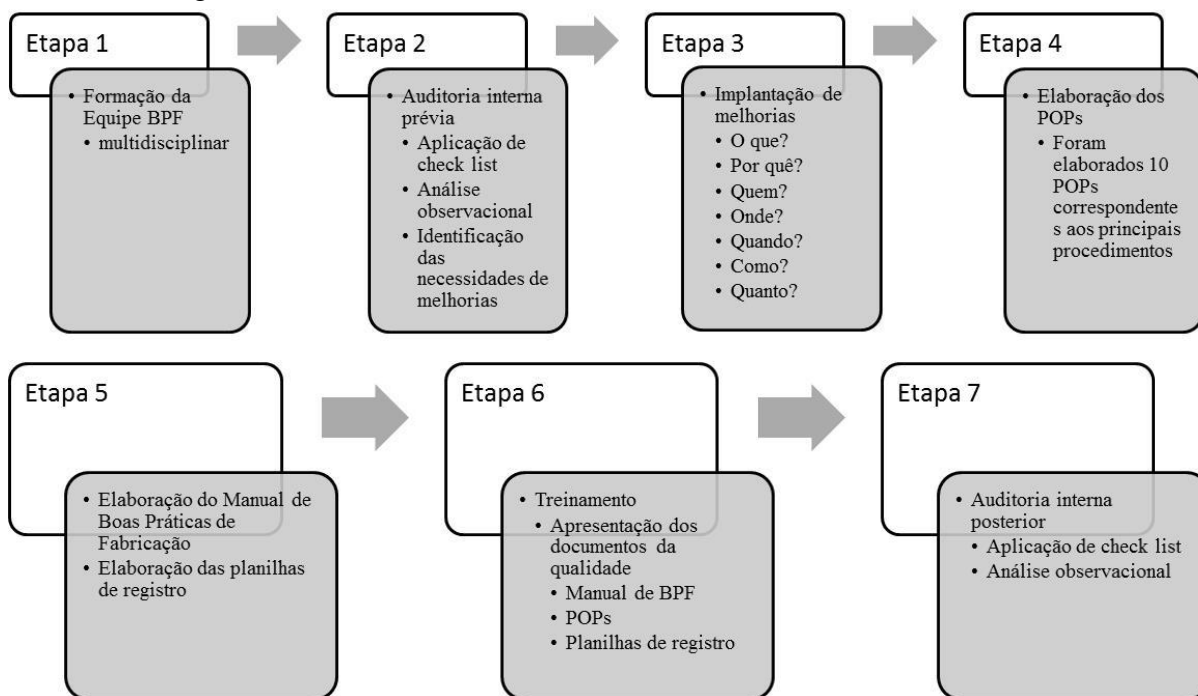 Etapa 1
• Formação da
Equipe BPF
• multidisciplinar
Etapa 2
• Auditoria interna
prévia
• Aplicação de
check list
• Análise
observacional
• Identificação
das
necessidades de
melhorias
Etapa 3
• Implantação de
melhorias
• O que?
• Por quê?
• Quem?
• Onde?
• Quando?
• Como?
• Quanto?
Etapa 4
• Elaboração dos
POPs
• Foram
elaborados 10
POPs
correspondente
s aos principais
procedimentos
Etapa 5
• Elaboração do Manual de
Boas Práticas de
Fabricação
• Elaboração das planilhas
de registro
Etapa 6
• Treinamento
• Apresentação dos
documentos da
qualidade
• Manual de BPF
• POPs
• Planilhas de registro
Etapa 7
• Auditoria interna
posterior
• Aplicação de check list
• Análise observacional